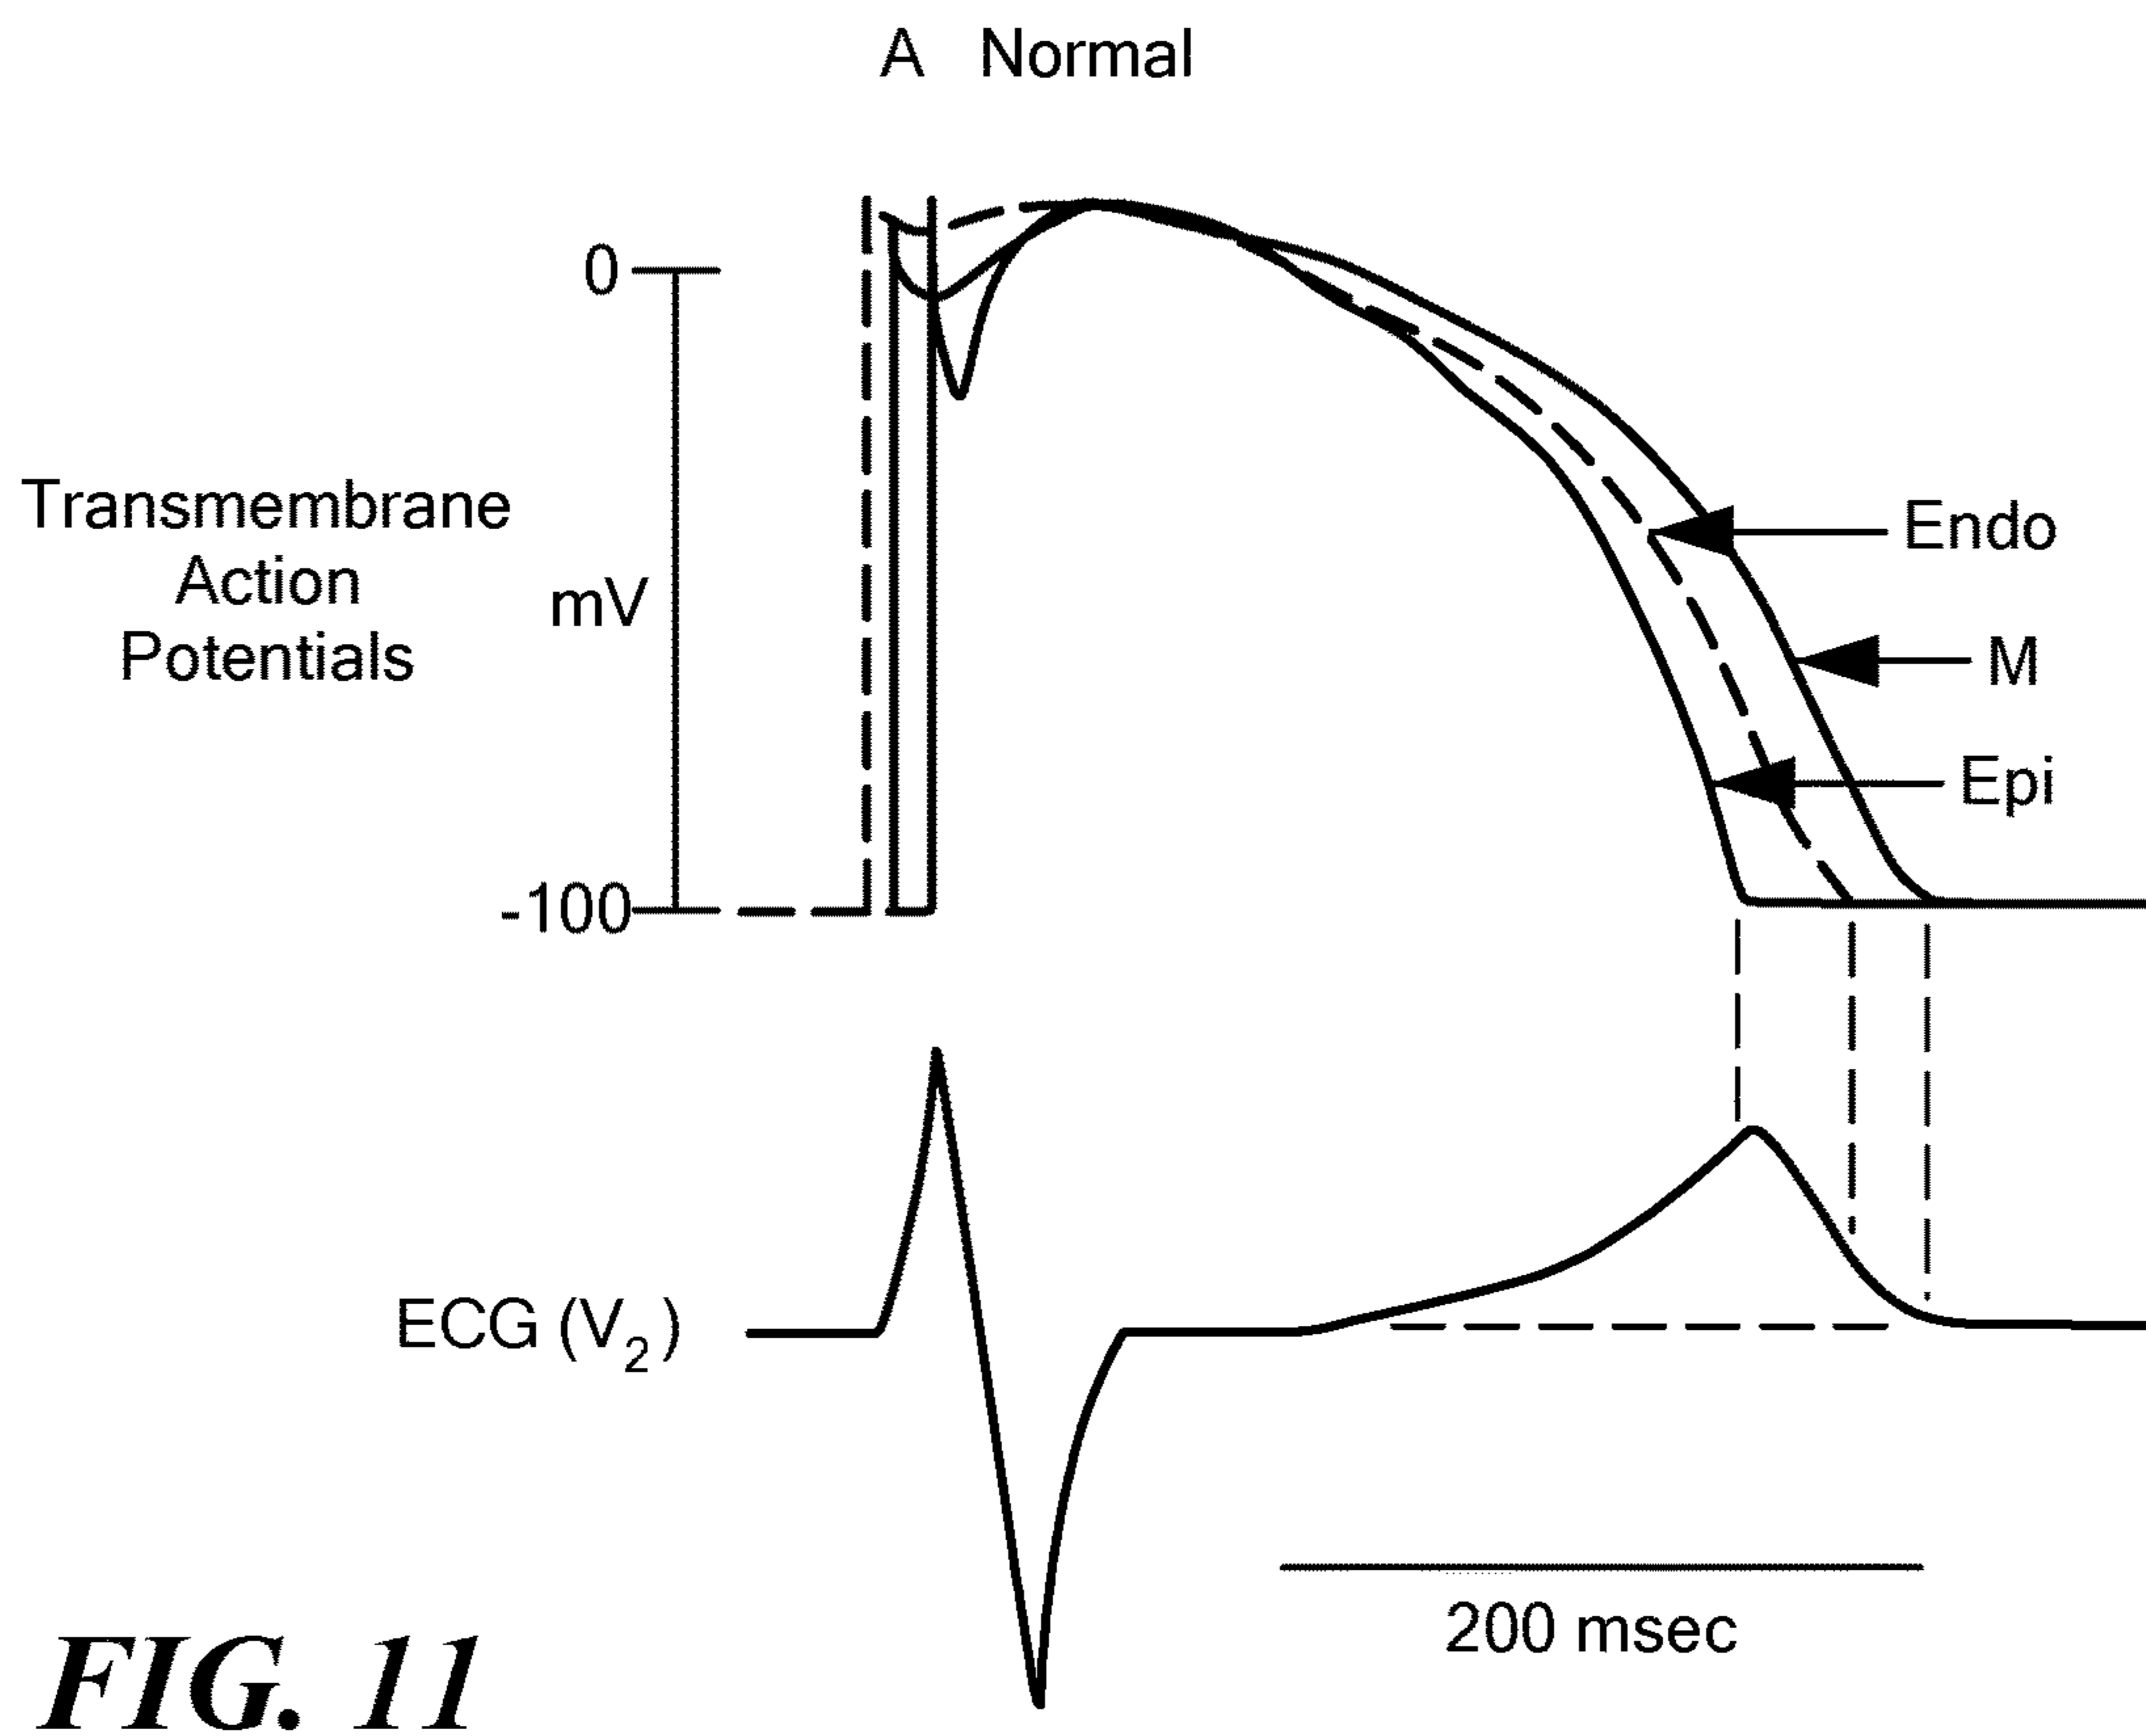 A Normal
0
Transmembrane
Action
Potentials
mV
-100
Endo
M
Epi
ECG (V2)
200 msec
FIG. 11